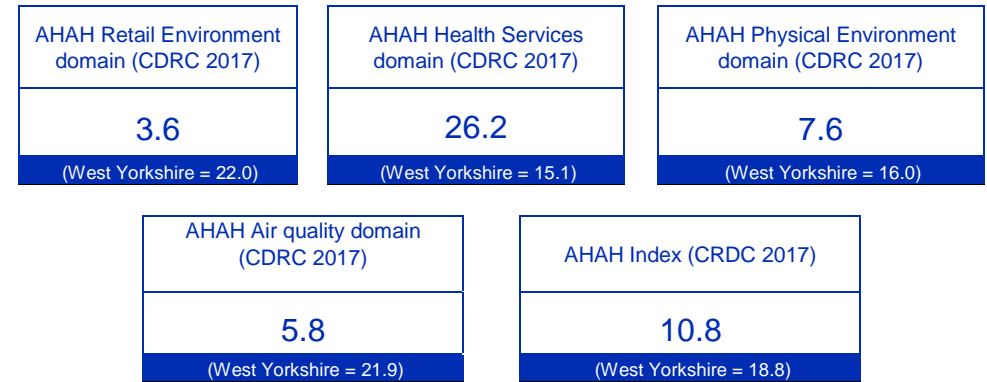 AHAH Retail Environment
domain (CDRC 2017)
3.6
(West Yorkshire = 22.0)
AHAH Health Services
domain (CDRC 2017)
26.2
(West Yorkshire = 15.1)
AHAH Physical Environment
domain (CDRC 2017)
7.6
(West Yorkshire = 16.0)
AHAH Air quality domain
(CDRC 2017)
5.8
(West Yorkshire = 21.9)
AHAH Index (CRDC 2017)
10.8
(West Yorkshire = 18.8)